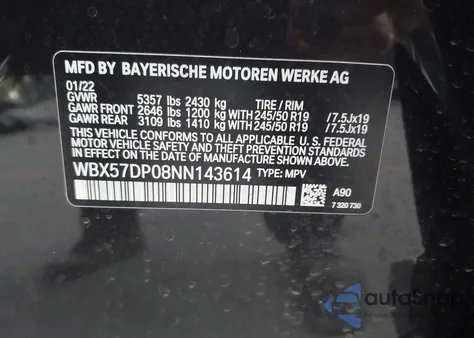 MFD BY BAYERISCHE MOTOREN WERKE AG
01/22
GVWR 5357 lbs 2430 kg TIRE / RIM
GAWR FRONT 2646 lbs 1200 kg WITH 245/50 R19 /7.5Jx19
GAWR REAR 3109 lbs 1410 kg WITH 245/50 R19 /7.5Jx19
THIS VEHICLE CONFORMS TO ALL APPLICABLE U. S. FEDERAL
MOTOR VEHICLE SAFETY, BUMPER, AND THEFT PREVENTION
STANDARDS IN EFFECT ON THE
DATE OF MANUFACTURE SHOWN ABOVE.
WBX57DP08NN143614 TYPE: MPV
A90
7 320 730
autoSnap